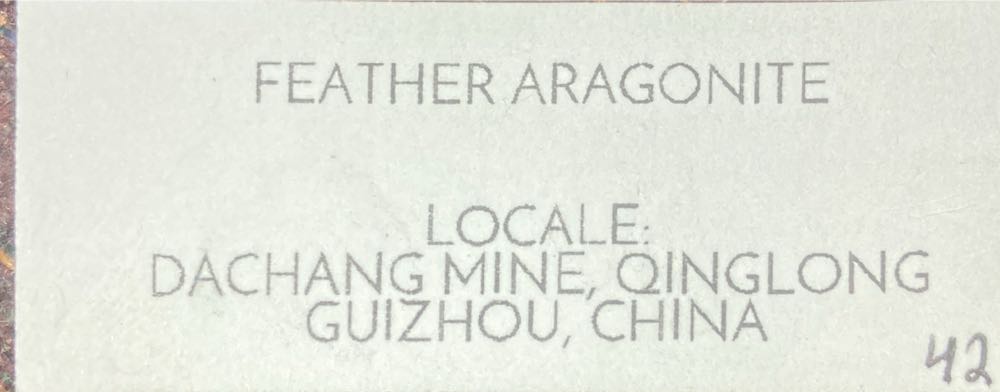 FEATHER ARAGONITE
LOCALE:
DACHANG MINE, QINGLONG
GUIZHOU, CHINA
42